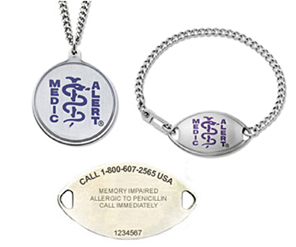 MEDIC ALERT®
MEDIC ALERT®
CALL 1-800-607-2565 USA
MEMORY IMPAIRED
ALLERGIC TO PENICILLIN
CALL IMMEDIATELY
1234567